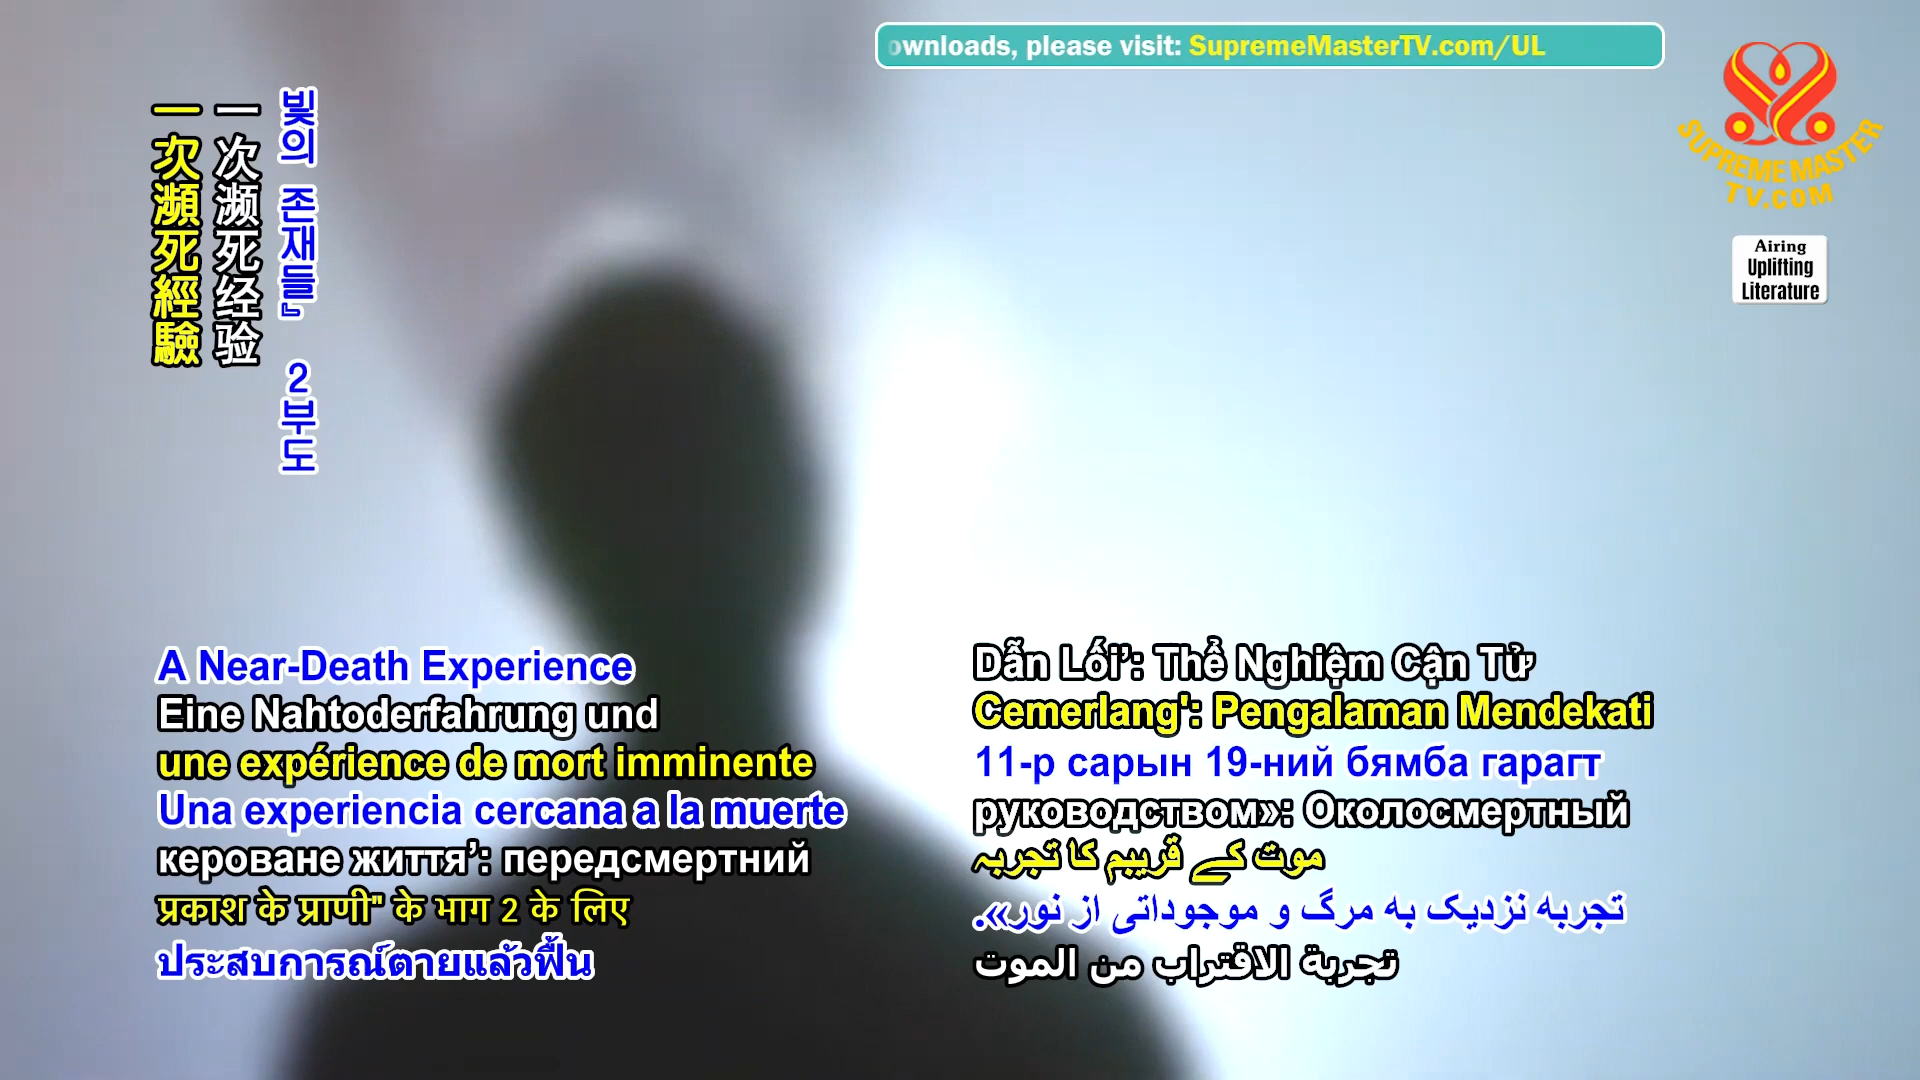 ownloads, please visit: SupremeMasterTV.com/UL
SUPREME MASTER
TV.COM
Airing
Uplifting
Literature
빛의 존재들』 2부도
一次濒死经验
一次瀕死經驗
A Near-Death Experience
Eine Nahtoderfahrung und
une expérience de mort imminente
Una experiencia cercana a la muerte
кероване життя’: передсмертний
प्रकाश के प्राणी" के भाग 2 के लिए
ประสบการณ์ตายแล้วฟื้น
Dẫn Lối’: Thể Nghiệm Cận Tử
Cemerlang': Pengalaman Mendekati
11-р сарын 19-ний бямба гарагт
руководством»: Околосмертный
موت کے قریبم کا تجربہ
تجربه نزدیک به مرگ و موجوداتی از نور».
تجربة الاقتراب من الموت